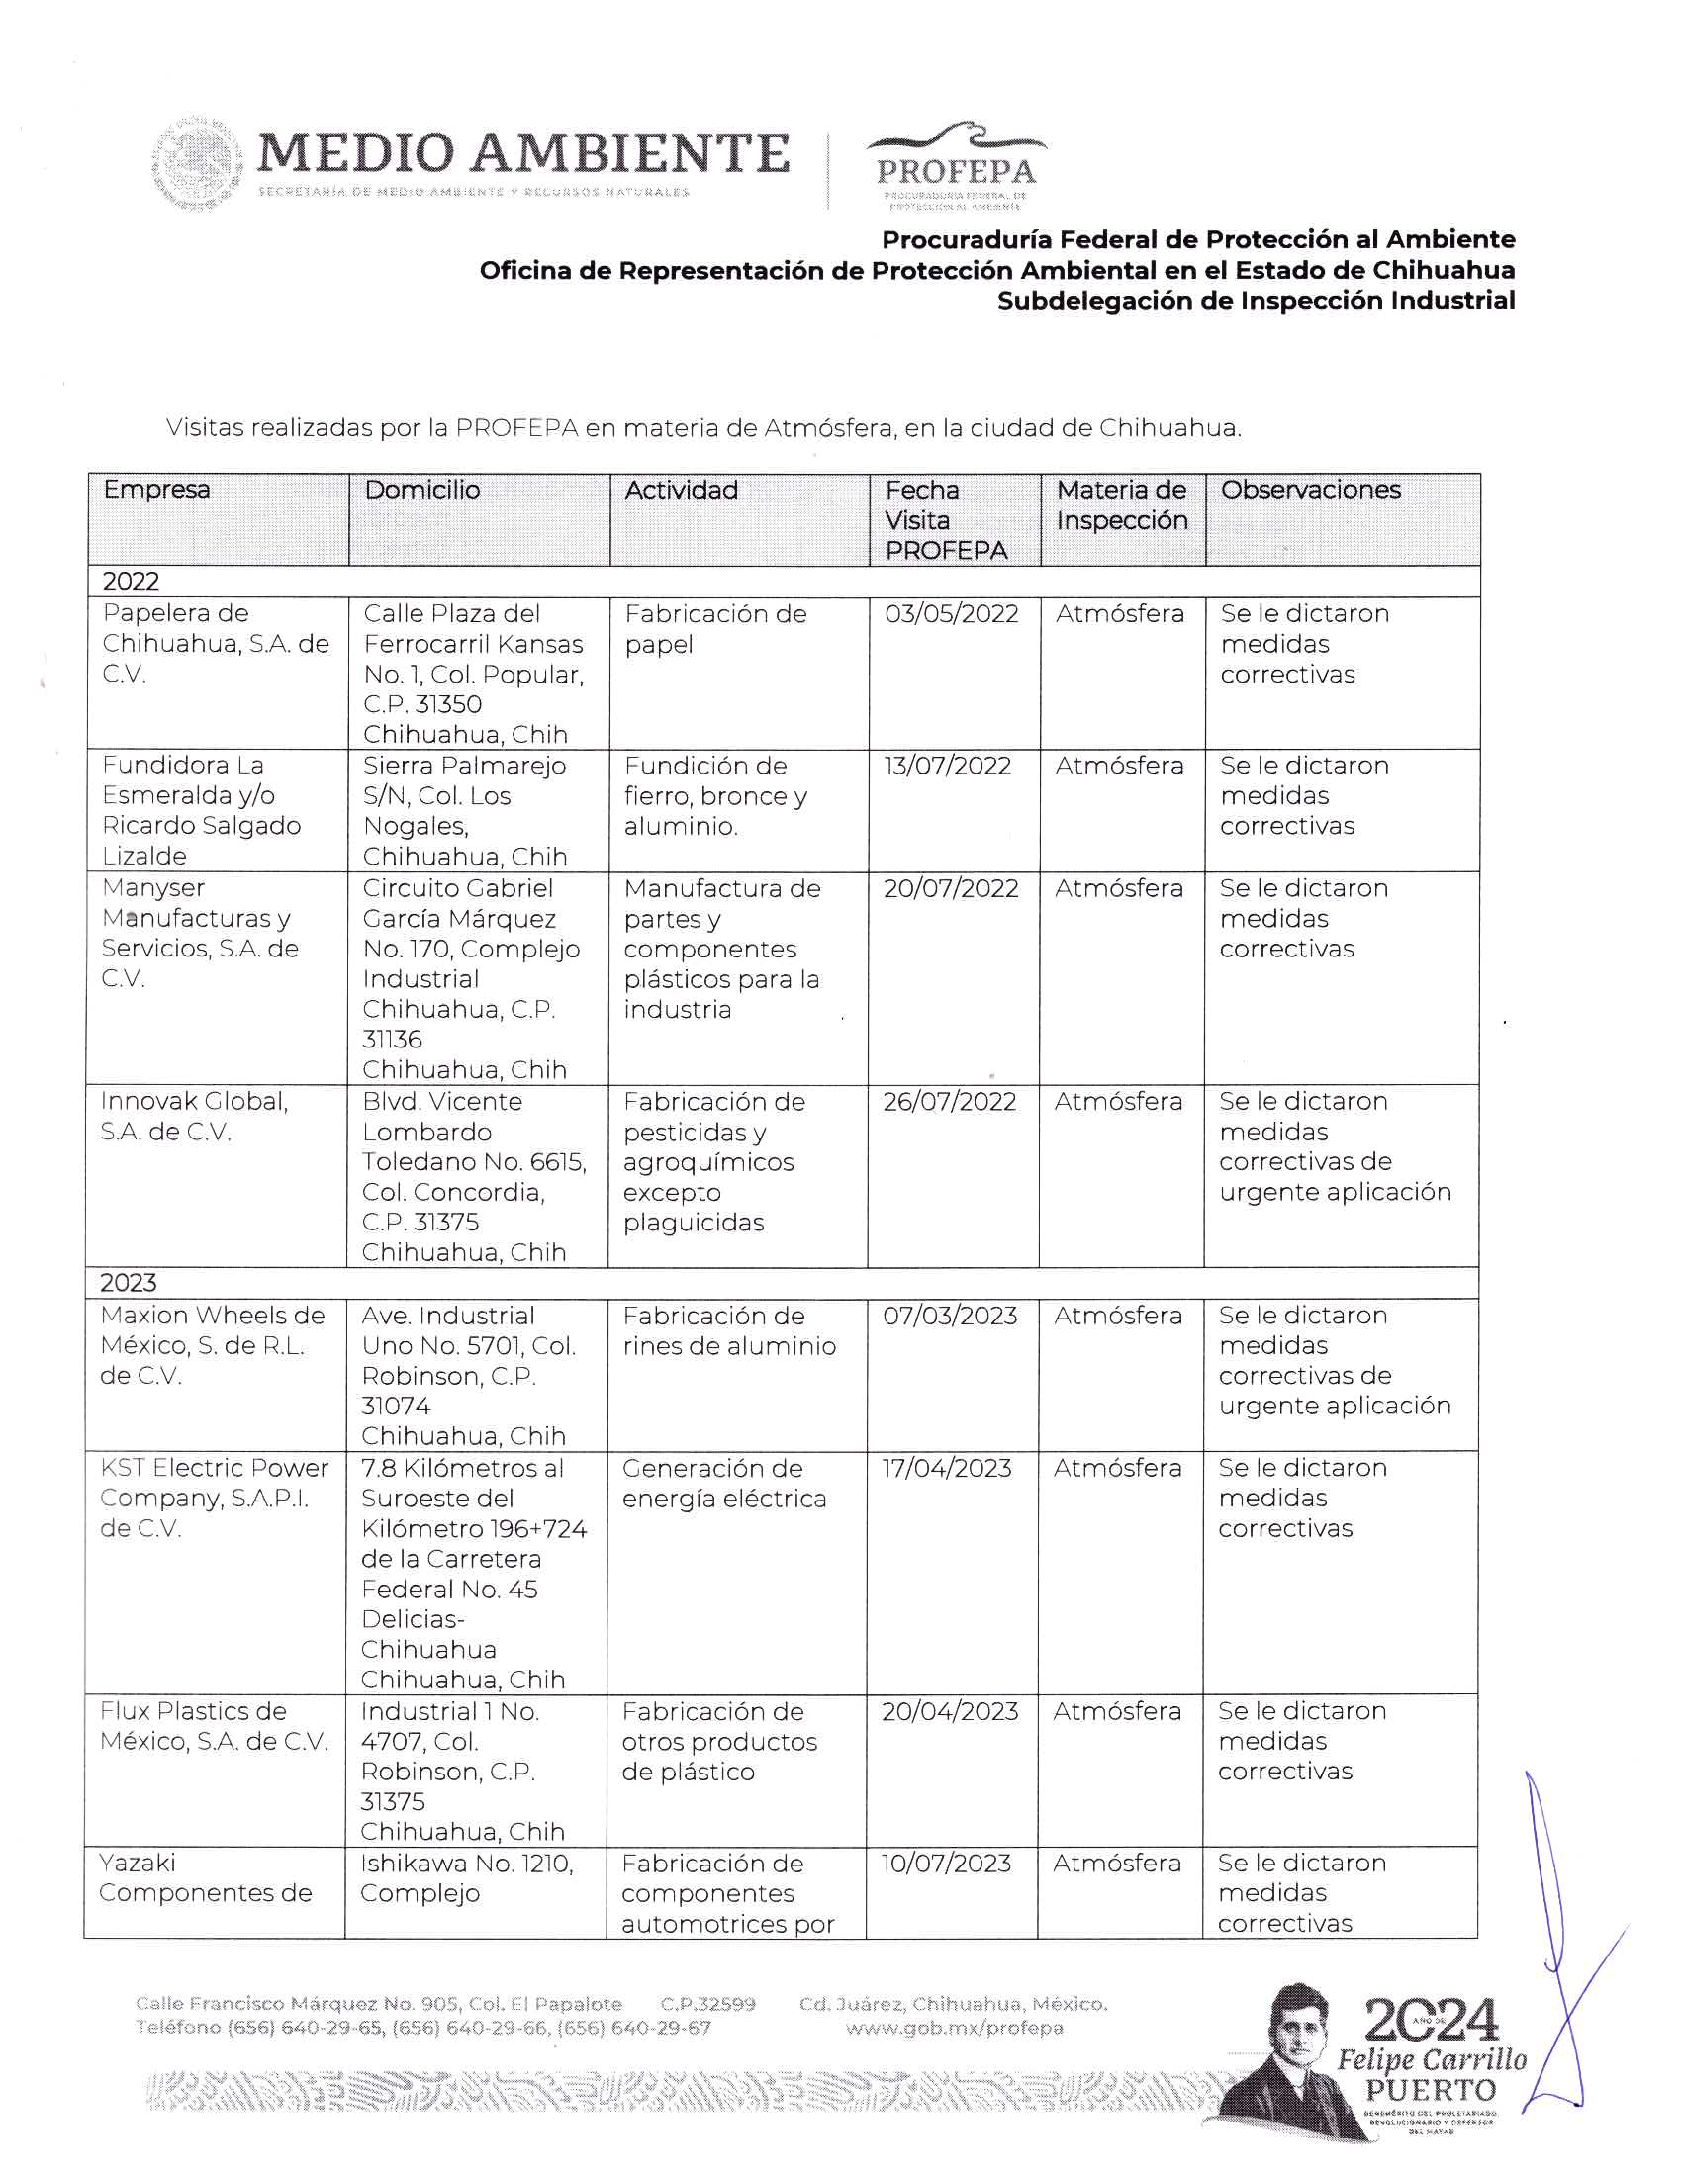 MEDIO AMBIENTE
SECRETARÍA DE MEDIO AMBIENTE Y RECURSOS NATURALES
PROFEPA
PROCURADURÍA FEDERAL DE
PROTECCIÓN AL AMBIENTE
Procuraduría Federal de Protección al Ambiente
Oficina de Representación de Protección Ambiental en el Estado de Chihuahua
Subdelegación de Inspección Industrial
Visitas realizadas por la PROFEPA en materia de Atmósfera, en la ciudad de Chihuahua.
Empresa
Domicilio
Actividad
Fecha
Visita
PROFEPA
Materia de
Inspección
Observaciones
2022
Papelera de
Chihuahua, S.A. de
C.V.
Calle Plaza del
Ferrocarril Kansas
No. 1, Col. Popular,
C.P. 31350
Chihuahua, Chih
Fabricación de
papel
03/05/2022
Atmósfera
Se le dictaron
medidas
correctivas
Fundidora La
Esmeralda y/o
Ricardo Salgado
Lizalde
Sierra Palmarejo
S/N, Col. Los
Nogales,
Chihuahua, Chih
Fundición de
fierro, bronce y
aluminio.
13/07/2022
Atmósfera
Se le dictaron
medidas
correctivas
Manyser
Manufacturas y
Servicios, S.A. de
C.V.
Circuito Gabriel
García Márquez
No. 170, Complejo
Industrial
Chihuahua, C.P.
31136
Chihuahua, Chih
Manufactura de
partes y
componentes
plásticos para la
industria
20/07/2022
Atmósfera
Se le dictaron
medidas
correctivas
Innovak Global,
S.A. de C.V.
Blvd. Vicente
Lombardo
Toledano No. 6615,
Col. Concordia,
C.P. 31375
Chihuahua, Chih
Fabricación de
pesticidas y
agroquímicos
excepto
plaguicidas
26/07/2022
Atmósfera
Se le dictaron
medidas
correctivas de
urgente aplicación
2023
Maxion Wheels de
México, S. de R.L.
de C.V.
Ave. Industrial
Uno No. 5701, Col.
Robinson, C.P.
31074
Chihuahua, Chih
Fabricación de
rines de aluminio
07/03/2023
Atmósfera
Se le dictaron
medidas
correctivas de
urgente aplicación
KST Electric Power
Company, S.A.P.I.
de C.V.
7.8 Kilómetros al
Suroeste del
Kilómetro 196+724
de la Carretera
Federal No. 45
Delicias-
Chihuahua
Chihuahua, Chih
Generación de
energía eléctrica
17/04/2023
Atmósfera
Se le dictaron
medidas
correctivas
Flux Plastics de
México, S.A. de C.V.
Industrial 1 No.
4707, Col.
Robinson, C.P.
31375
Chihuahua, Chih
Fabricación de
otros productos
de plástico
20/04/2023
Atmósfera
Se le dictaron
medidas
correctivas
Yazaki
Componentes de
Ishikawa No. 1210,
Complejo
Fabricación de
componentes
automotrices por
10/07/2023
Atmósfera
Se le dictaron
medidas
correctivas
Calle Francisco Márquez No. 905, Col. El Papalote C.P.32599 Cd. Juárez, Chihuahua, México.
Teléfono (656) 640-29-65, (656) 640-29-66, (656) 640-29-67 www.gob.mx/profepa
2024
AÑO DE
Felipe Carrillo
PUERTO
BENEMÉRITO DEL PROLETARIADO,
REVOLUCIONARIO Y DEFENSOR
DEL MAYAB